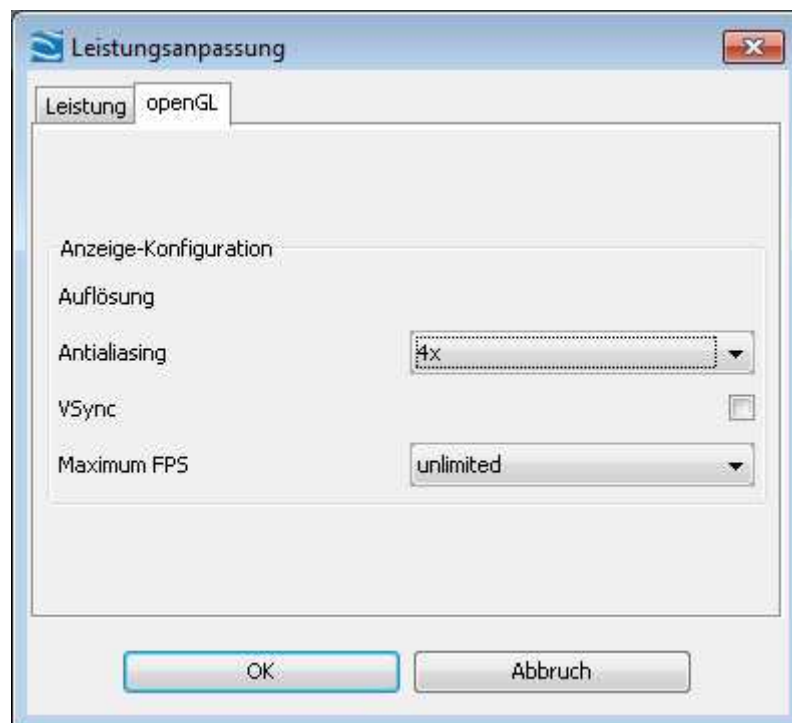 Leistungsanpassung
Leistung openGL
Anzeige-Konfiguration
Auflösung
Antialiasing 4x
VSync
Maximum FPS unlimited
OK Abbruch